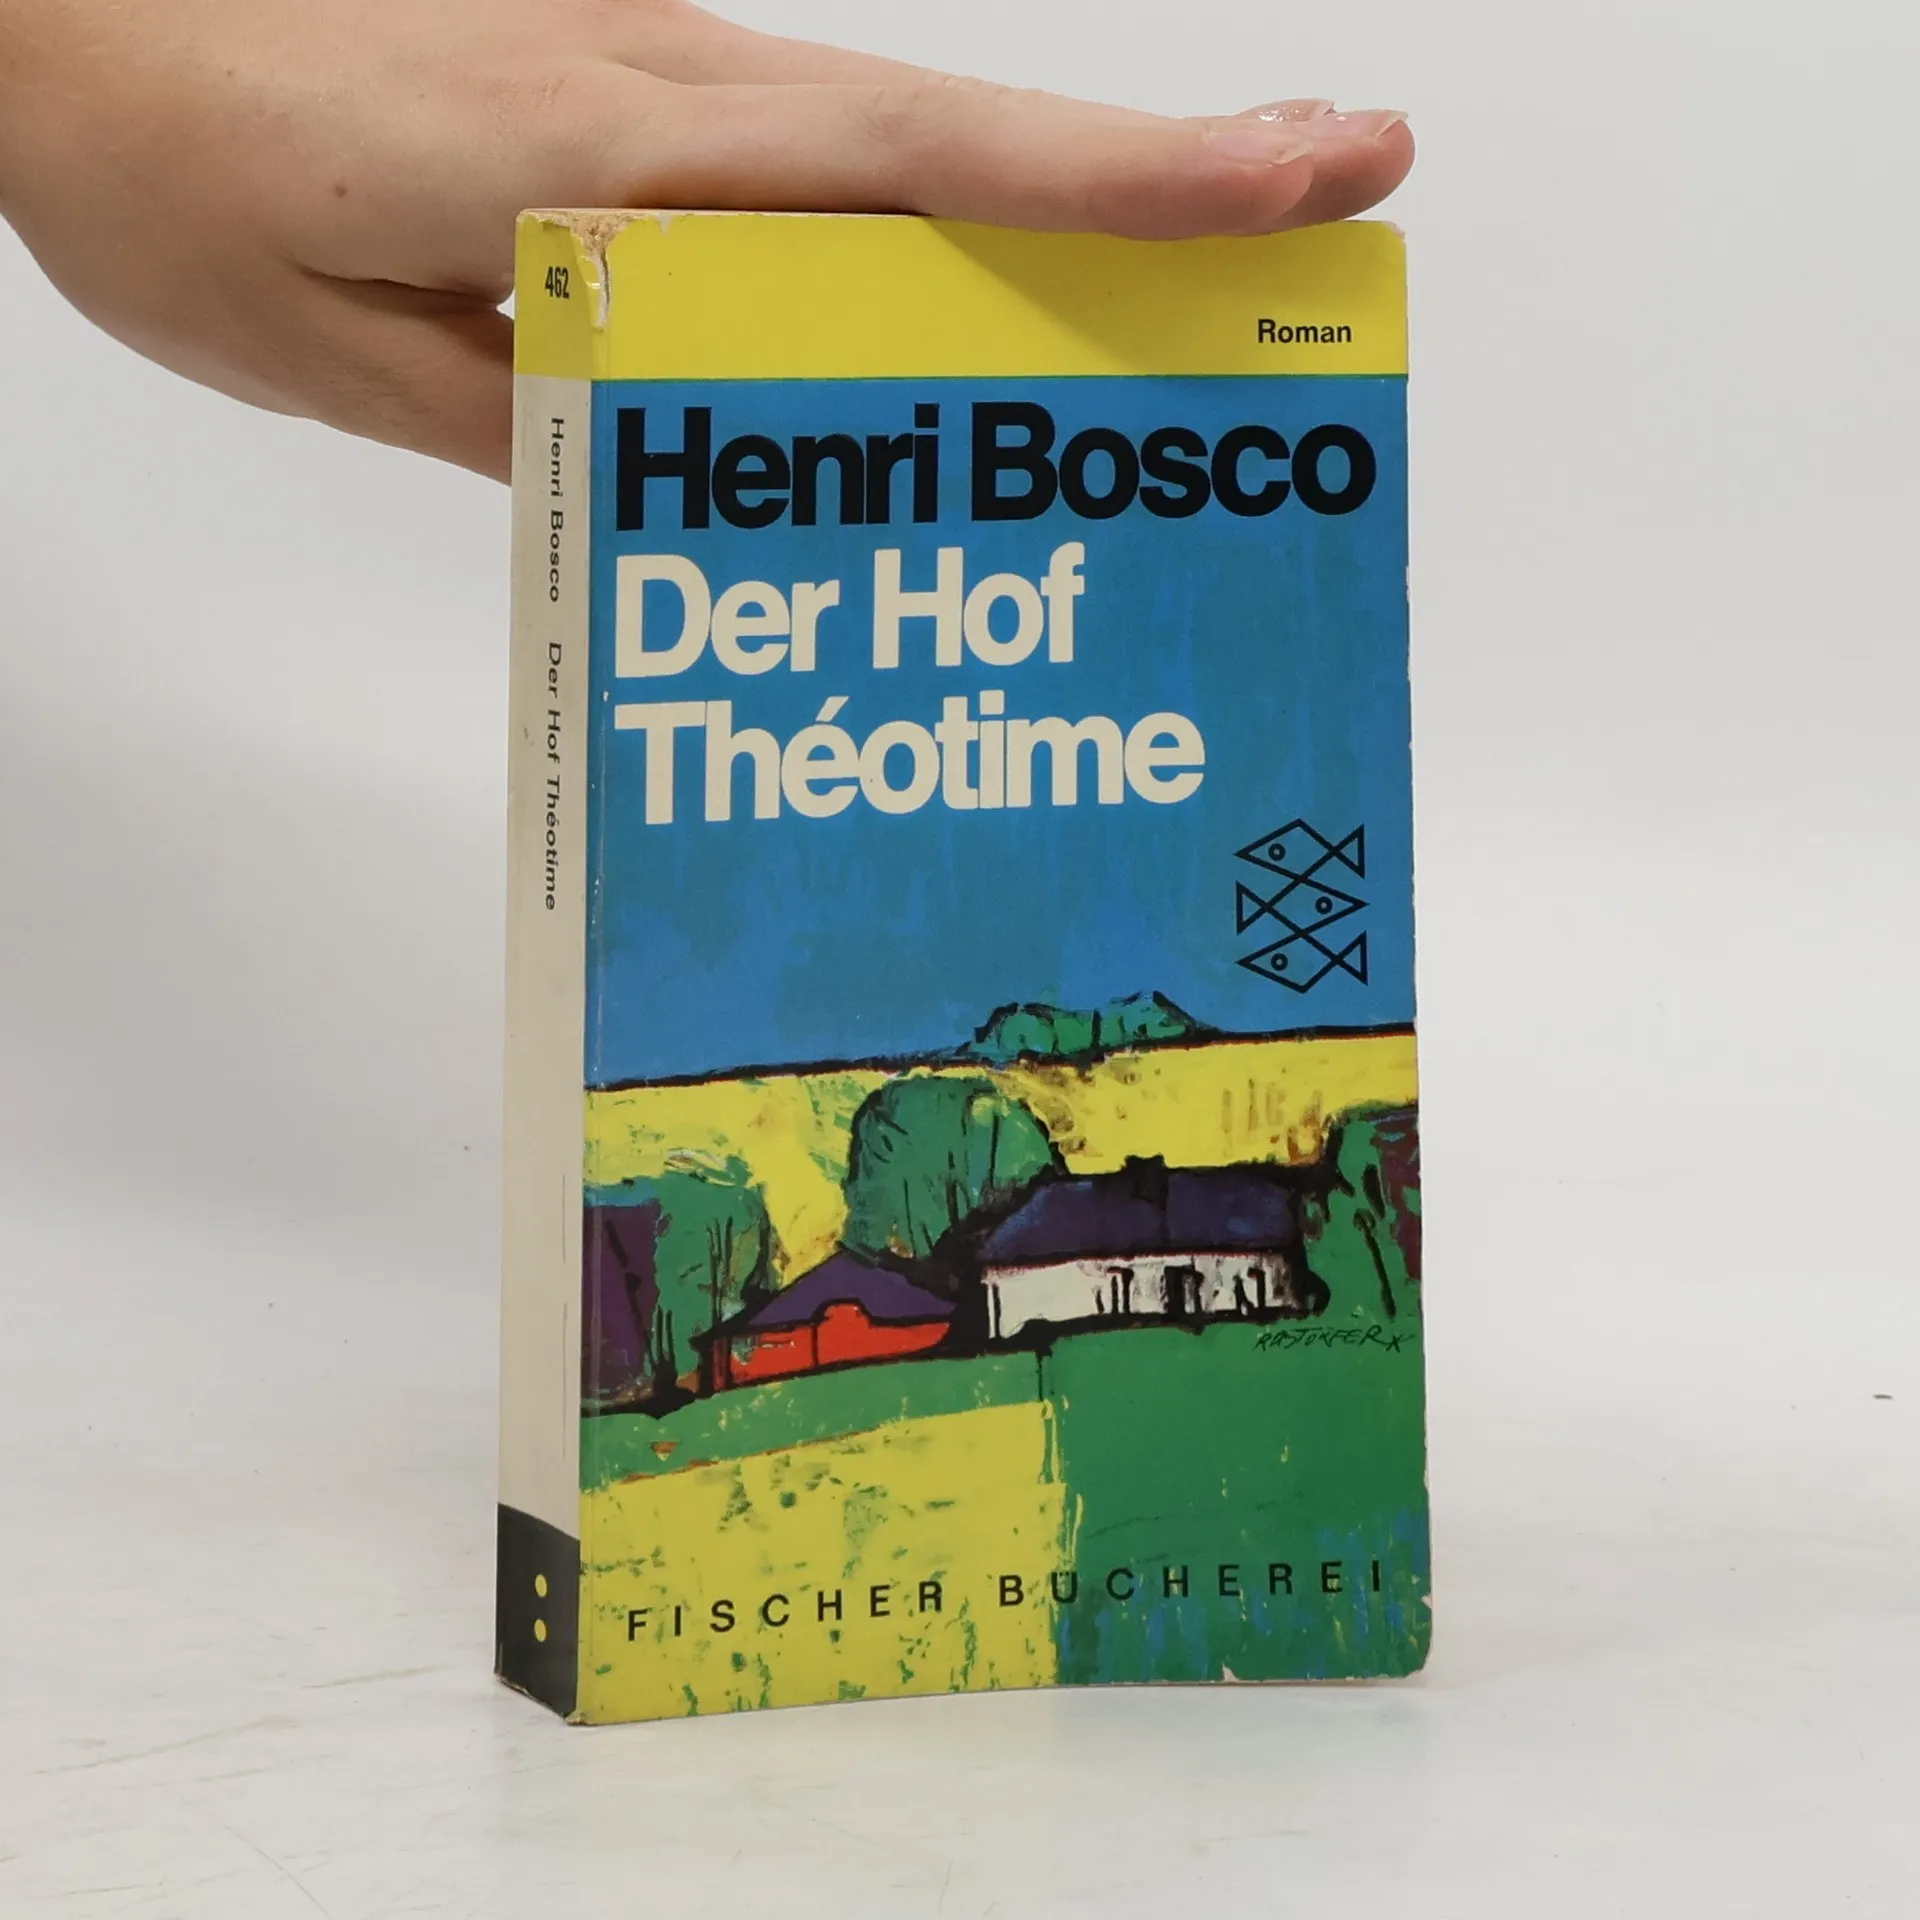 462
Roman
Henri Bosco
Der Hof
Théotime
Henri Bosco Der Hof Théotime
FISCHER BÜCHEREI